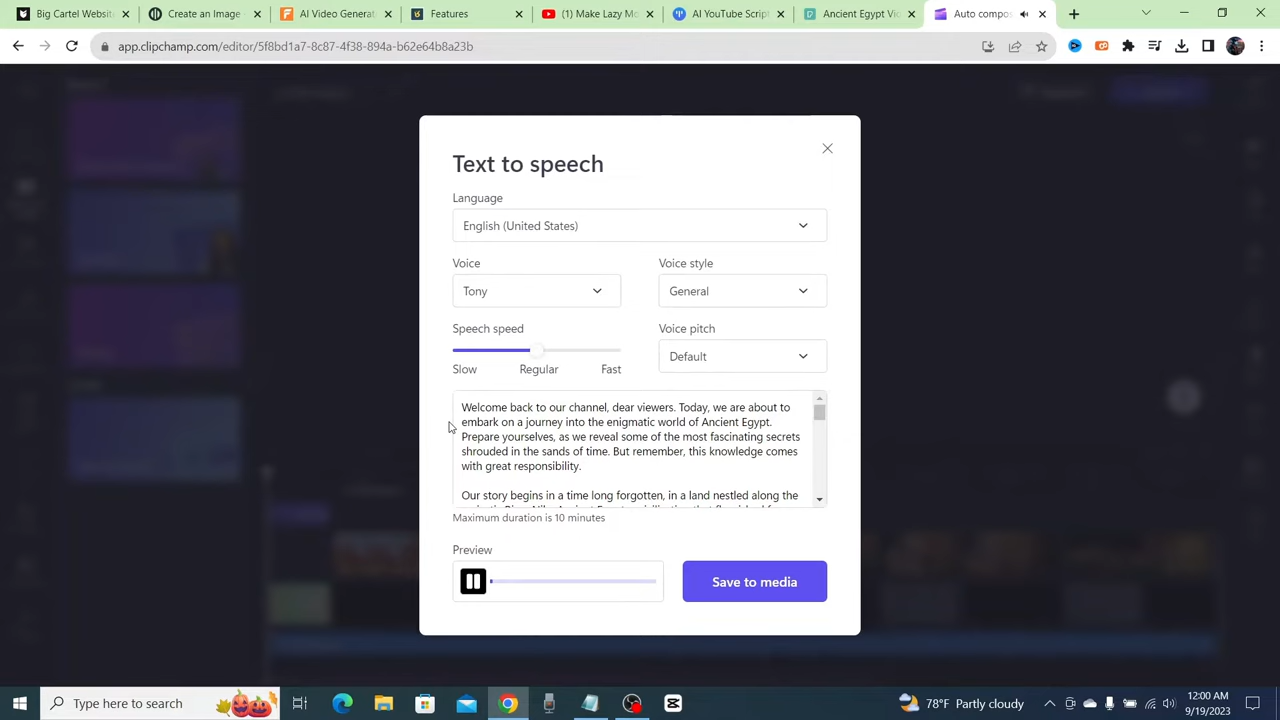 Big Cartel Websit
Create an Image
AI Video Generat
Features
(1) Make Lazy Mo
AI YouTube Script
Ancient Egypt Vi
Auto compos
app.clipchamp.com/editor/5f8bd1a7-8c87-4f38-b94a-b62e64b8af3b
Text to speech
Language
English (United States)
Voice
Voice style
Tony
General
Speech speed
Voice pitch
Default
Slow
Regular
Fast
Welcome back to our channel, dear viewers. Today, we are about to
embark on a journey into the enigmatic world of Ancient Egypt.
Prepare yourselves, as we reveal some of the most fascinating secrets
shrouded in the sands of time. But remember, this knowledge comes
with great responsibility.
Our story begins in a time long forgotten, in a land nestled along the
Maximum duration is 10 minutes
Preview
Save to media
Type here to search
78°F Partly cloudy
12:00 AM
9/19/2023